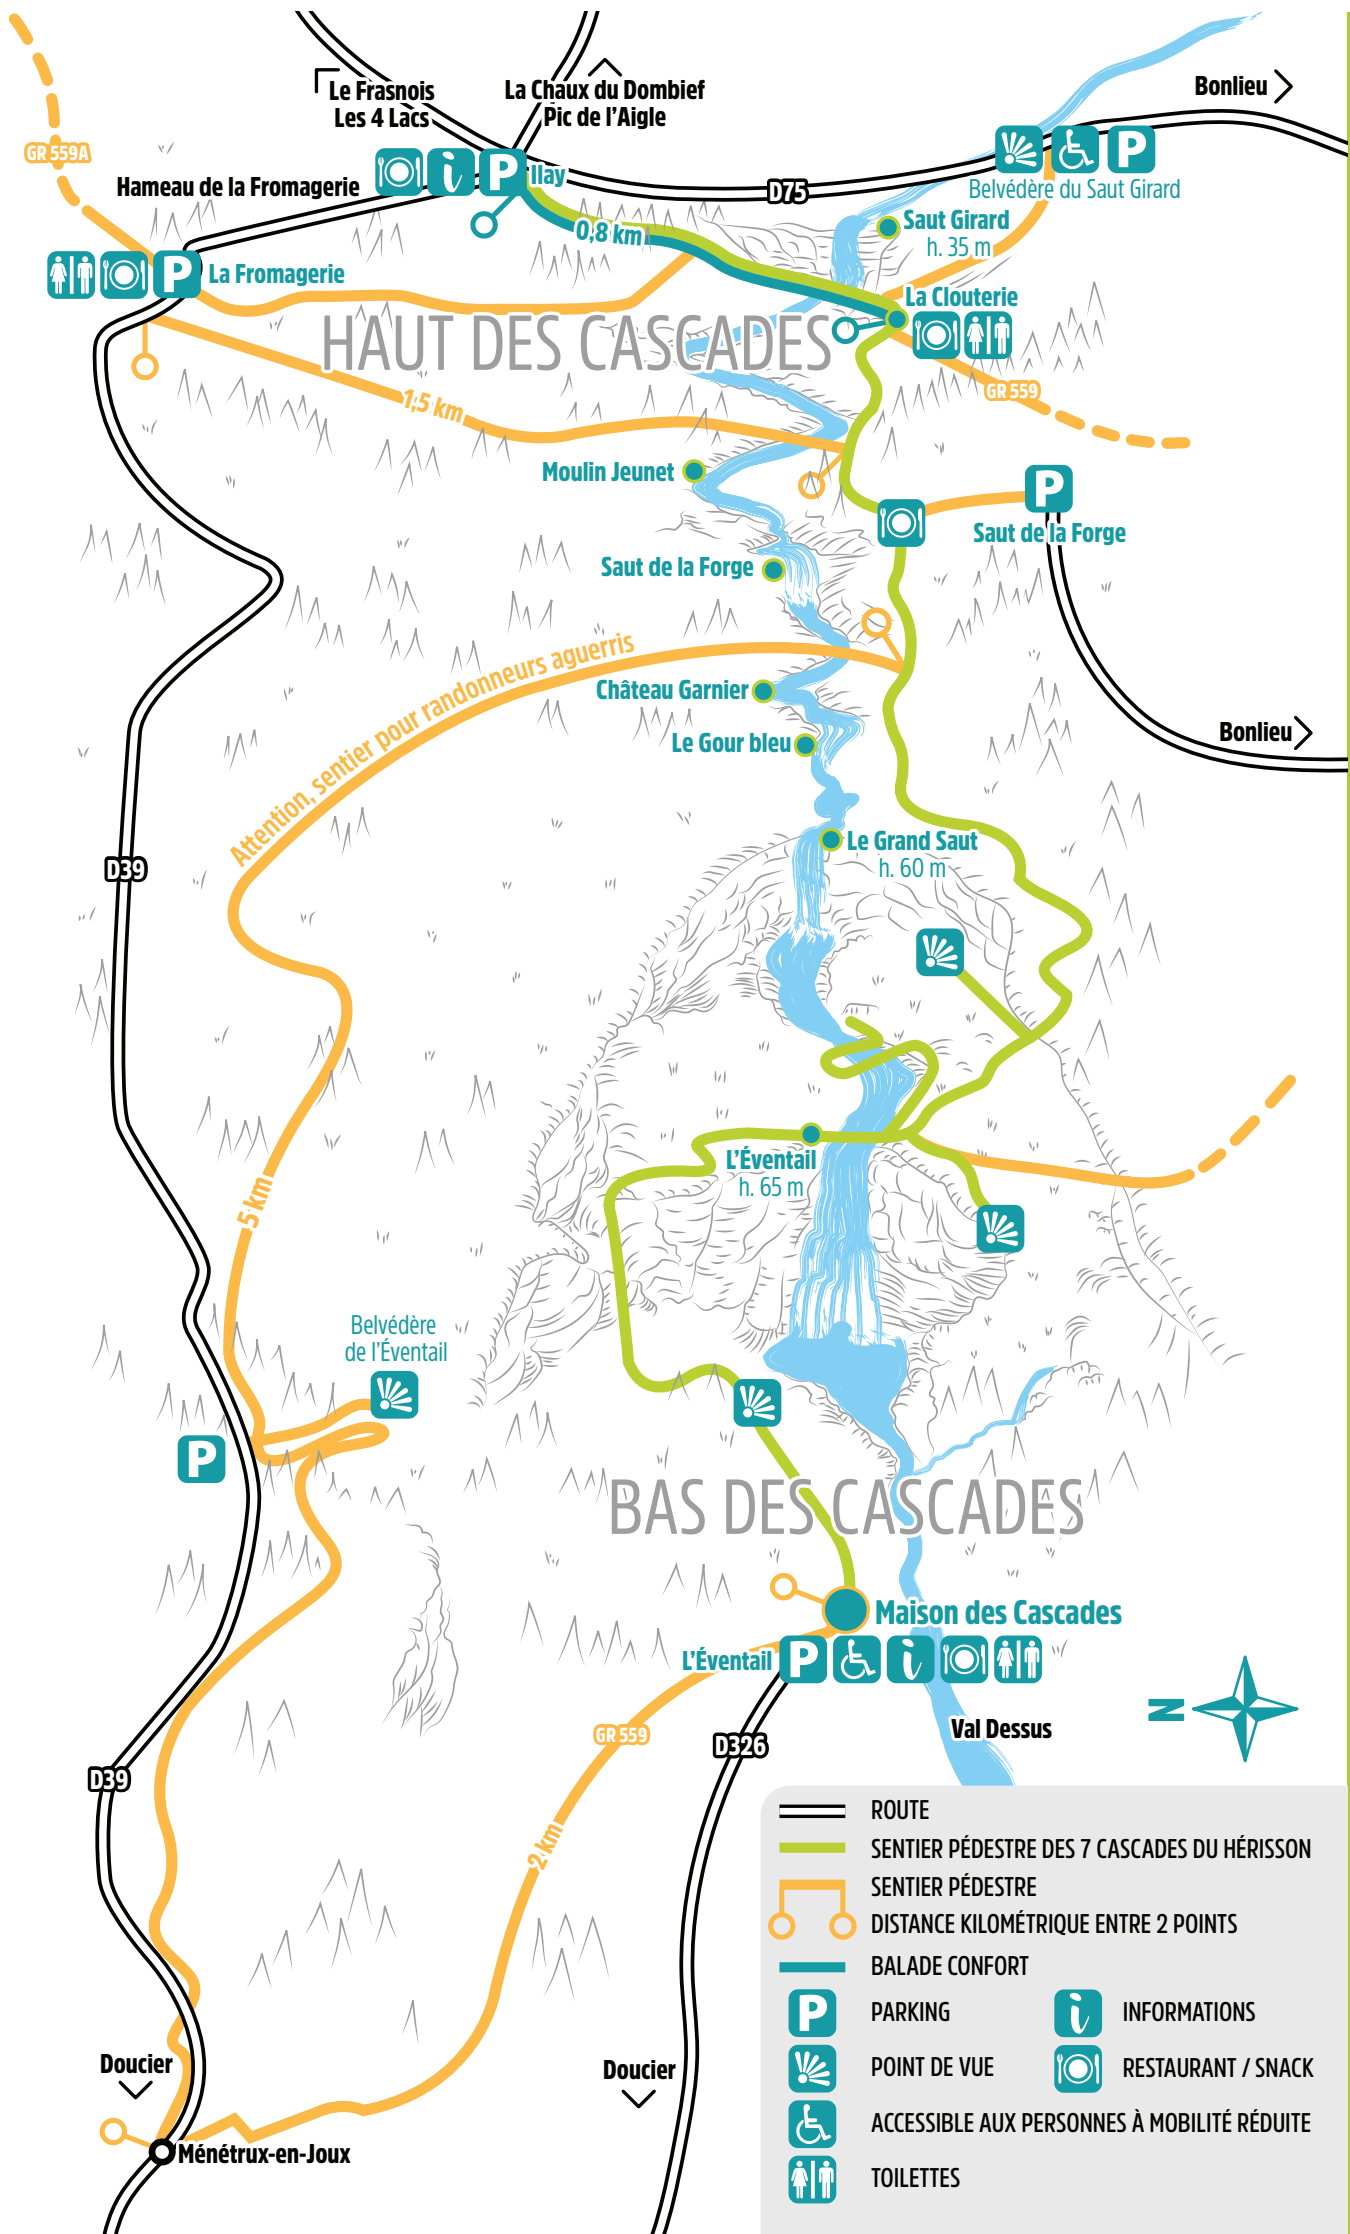 Le Frasnois
Les 4 Lacs
La Chaux du Dombief
Pic de l'Aigle
Bonlieu
GR 559A
Hameau de la Fromagerie
i
P
Ilay
D75
P
Belvédère du Saut Girard
Saut Girard
h. 35 m
0,8 km
P
La Fromagerie
La Clouterie
HAUT DES CASCADES
1,5 km
GR 559
Moulin Jeunet
P
Saut de la Forge
Saut de la Forge
Attention, sentier pour randonneurs aguerris
Château Garnier
Le Gour bleu
Bonlieu
Le Grand Saut
h. 60 m
D39
L'Éventail
h. 65 m
5 km
Belvédère
de l'Éventail
P
BAS DES CASCADES
Maison des Cascades
L'Éventail
P
i
Val Dessus
N
GR 559
D326
D39
2 km
Doucier
Doucier
Ménétrux-en-Joux
ROUTE
SENTIER PÉDESTRE DES 7 CASCADES DU HÉRISSON
SENTIER PÉDESTRE
DISTANCE KILOMÉTRIQUE ENTRE 2 POINTS
BALADE CONFORT
P
PARKING
i
INFORMATIONS
POINT DE VUE
RESTAURANT / SNACK
ACCESSIBLE AUX PERSONNES À MOBILITÉ RÉDUITE
TOILETTES